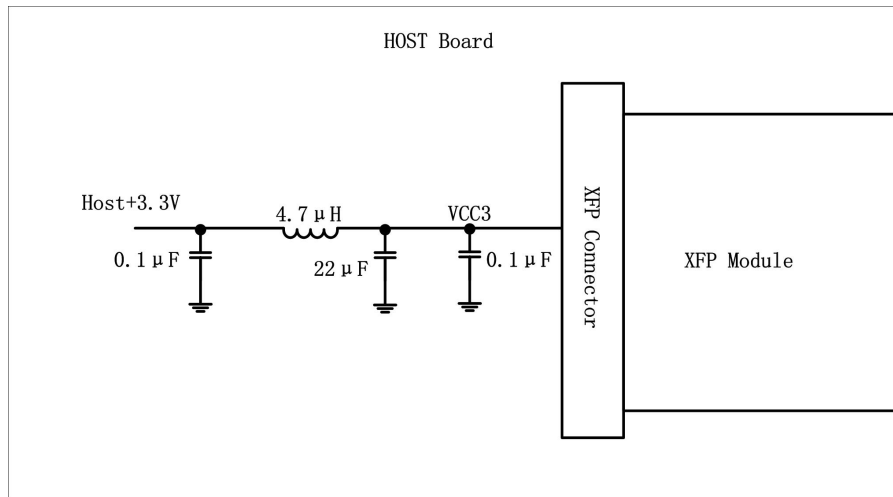 HOST Board
Host+3.3V
4.7μH
VCC3
0.1μF
22μF
0.1μF
XFP Connector
XFP Module